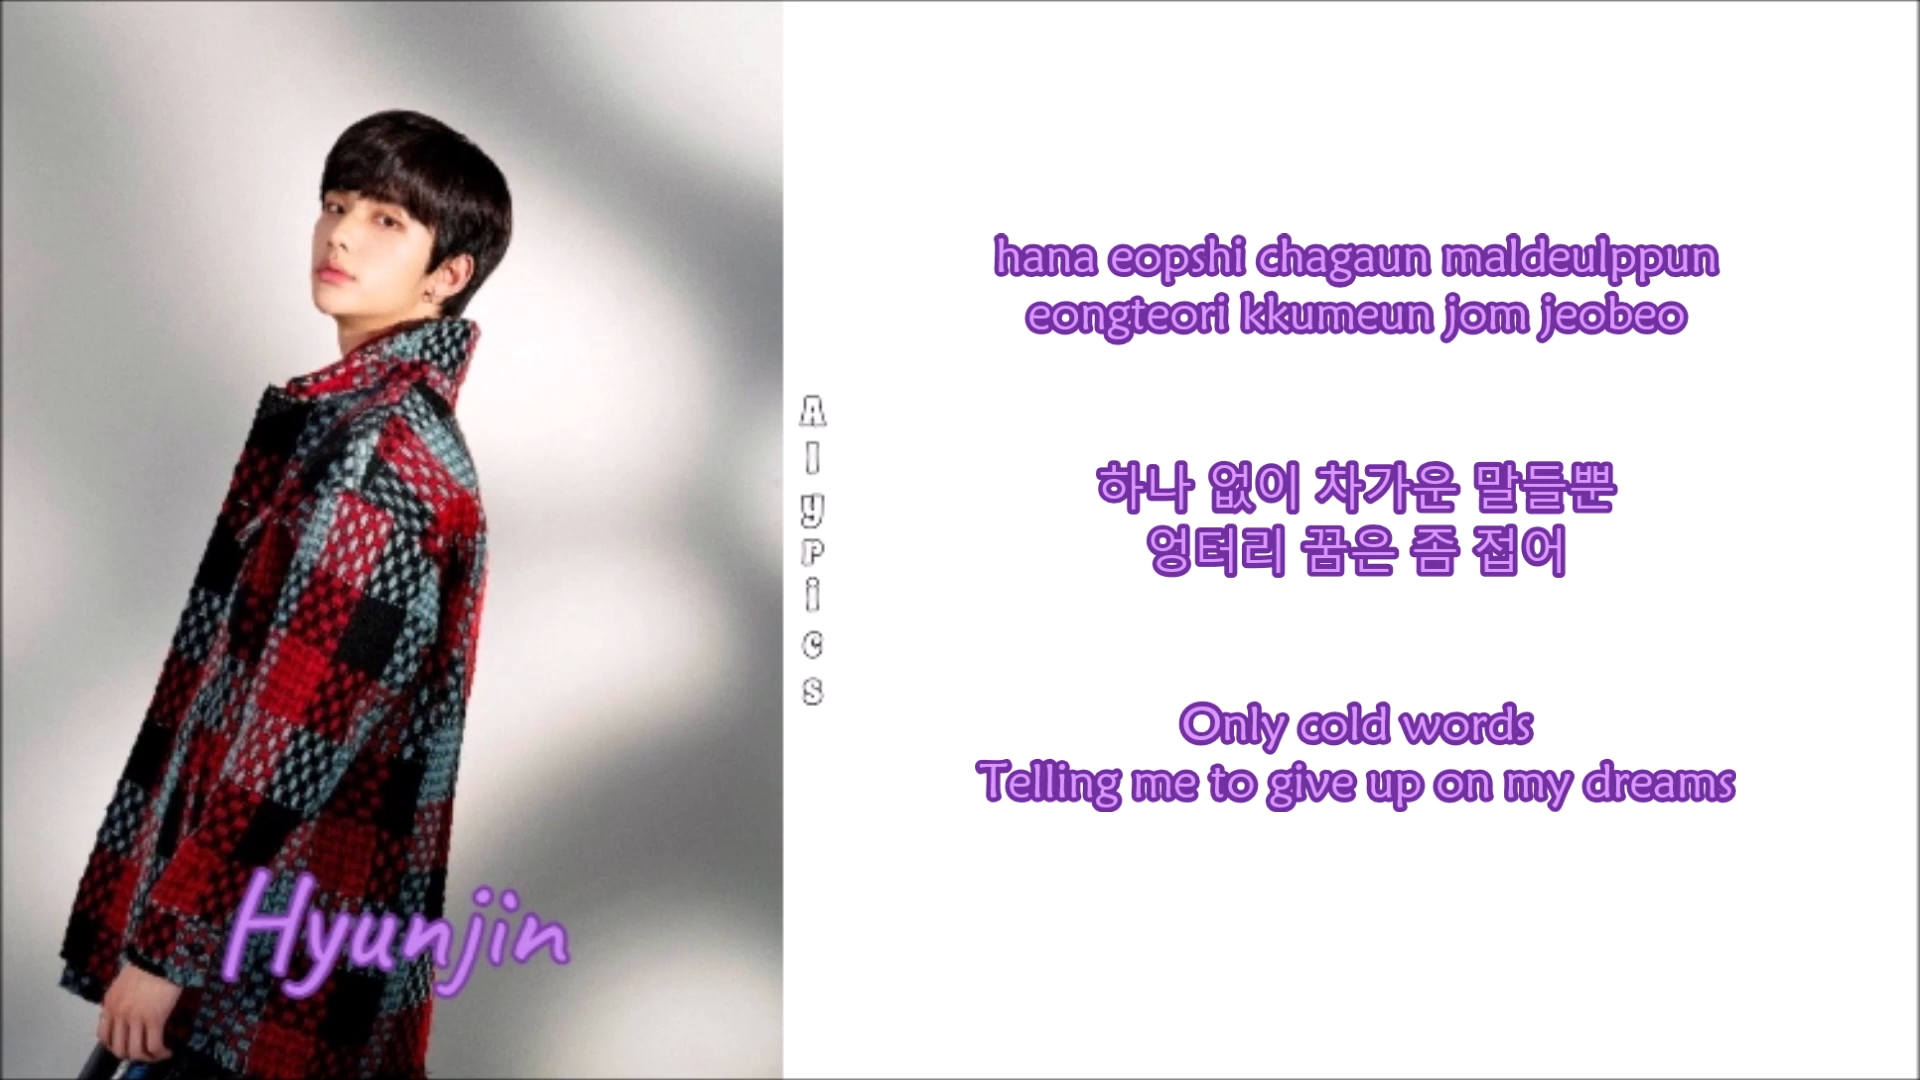 hana eopshi chagaun maldeulppun
eongteori kkumeun jom jeobeo
하나 없이 차가운 말들뿐
엉터리 꿈은 좀 접어
Only cold words
Telling me to give up on my dreams
AlyPics
Hyunjin